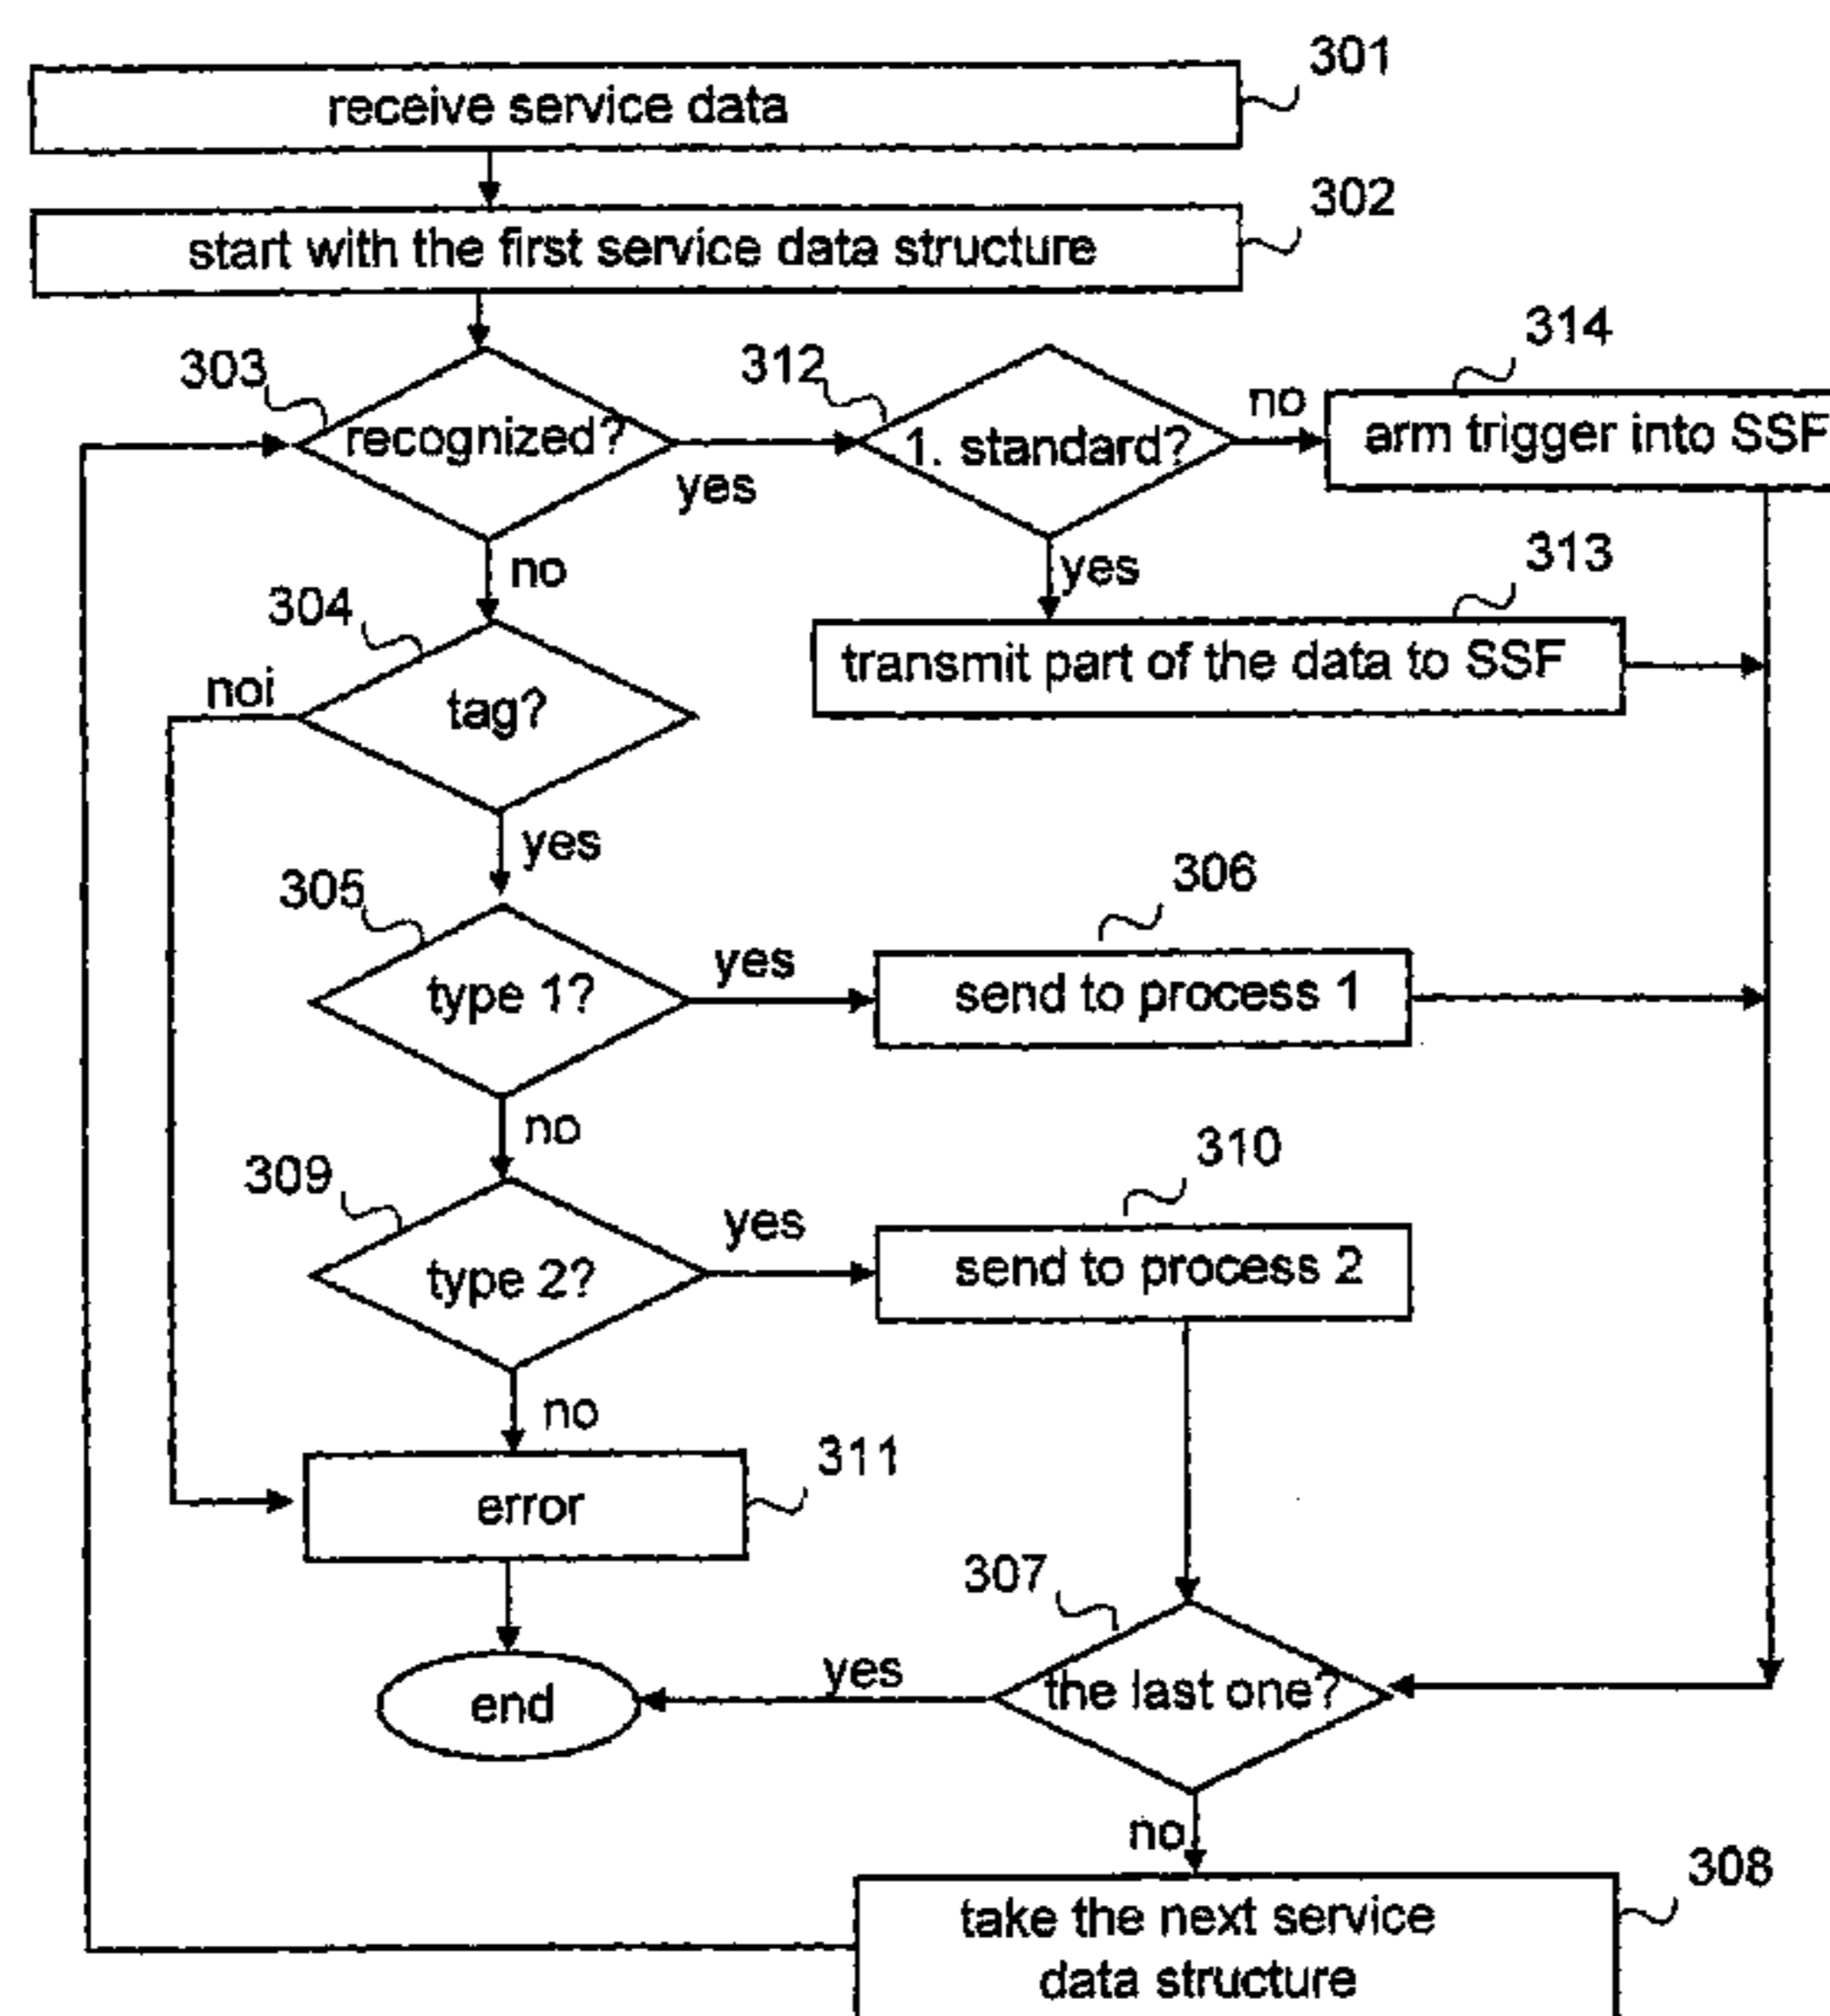 301
receive service data
302
start with the first service data structure
303
recognized?
yes
no
312
1. standard?
no
yes
314
arm trigger into SSF
313
transmit part of the data to SSF
304
tag?
noi
yes
305
type 1?
yes
no
306
send to process 1
309
type 2?
yes
no
310
send to process 2
311
error
end
307
the last one?
yes
no
308
take the next service
data structure